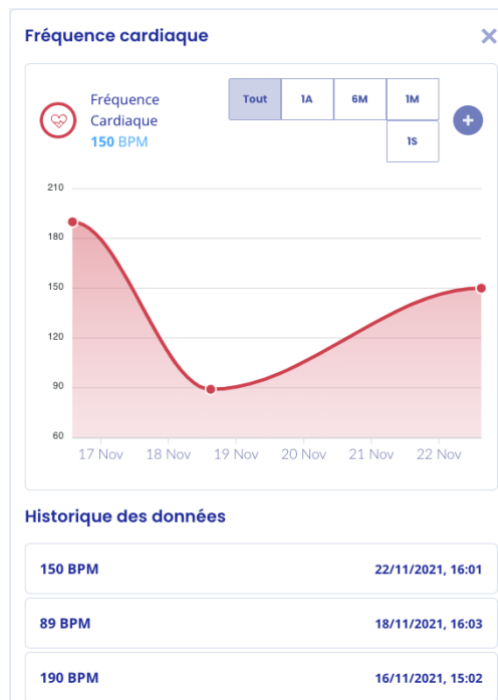 Fréquence cardiaque
Fréquence
Cardiaque
150 BPM
Tout 1A 6M 1M
1S
210
180
150
120
90
60
17 Nov 18 Nov 19 Nov 20 Nov 21 Nov 22 Nov
Historique des données
150 BPM 22/11/2021, 16:01
89 BPM 18/11/2021, 16:03
190 BPM 16/11/2021, 15:02